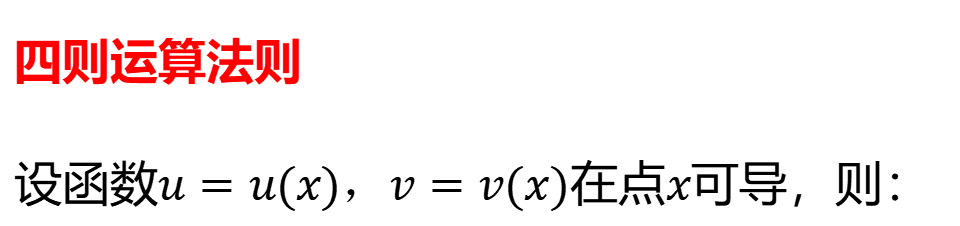 四则运算法则
设函数u = u(x)，v = v(x)在点x可导，则：